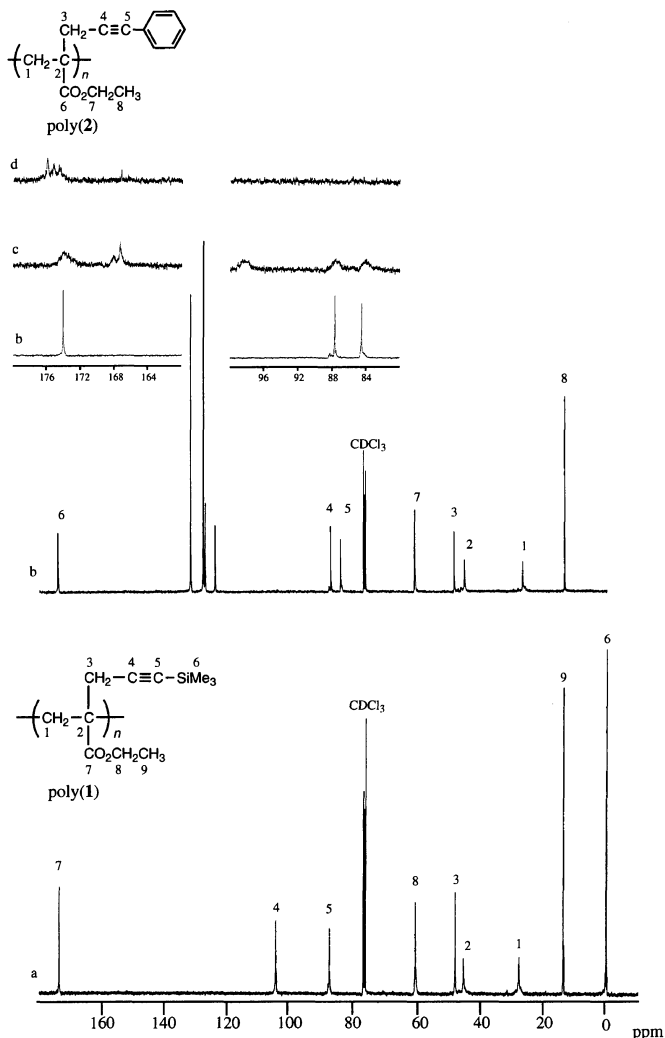 3 4 5
CH₂–C≡C
(CH₂–C)n
1 2
CO₂CH₂CH₃
6 7 8
poly(2)
d
c
b
176 172 168 164
96 92 88 84
8
CDCl₃
6
4
5
7
3
2
1
b
3 4 5 6
CH₂–C≡C–SiMe₃
(CH₂–C)n
1 2
CO₂CH₂CH₃
7 8 9
poly(1)
6
9
CDCl₃
7
4
5
8
3
2
1
a
160 140 120 100 80 60 40 20 0
ppm